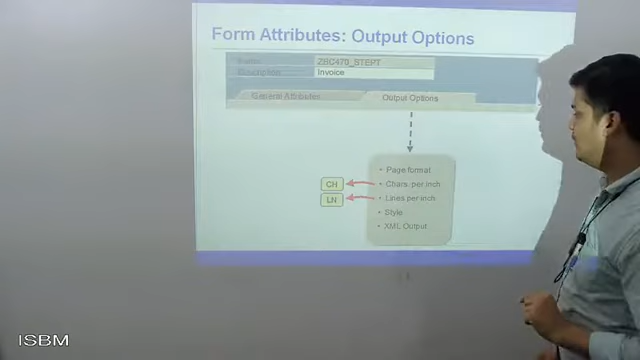 Form Attributes: Output Options
ZBC470_STEPT
Description
Invoice
General Attributes
Output Options
• Page format
CH
• Chars. per inch
LN
• Lines per inch
• Style
• XML Output
ISBM